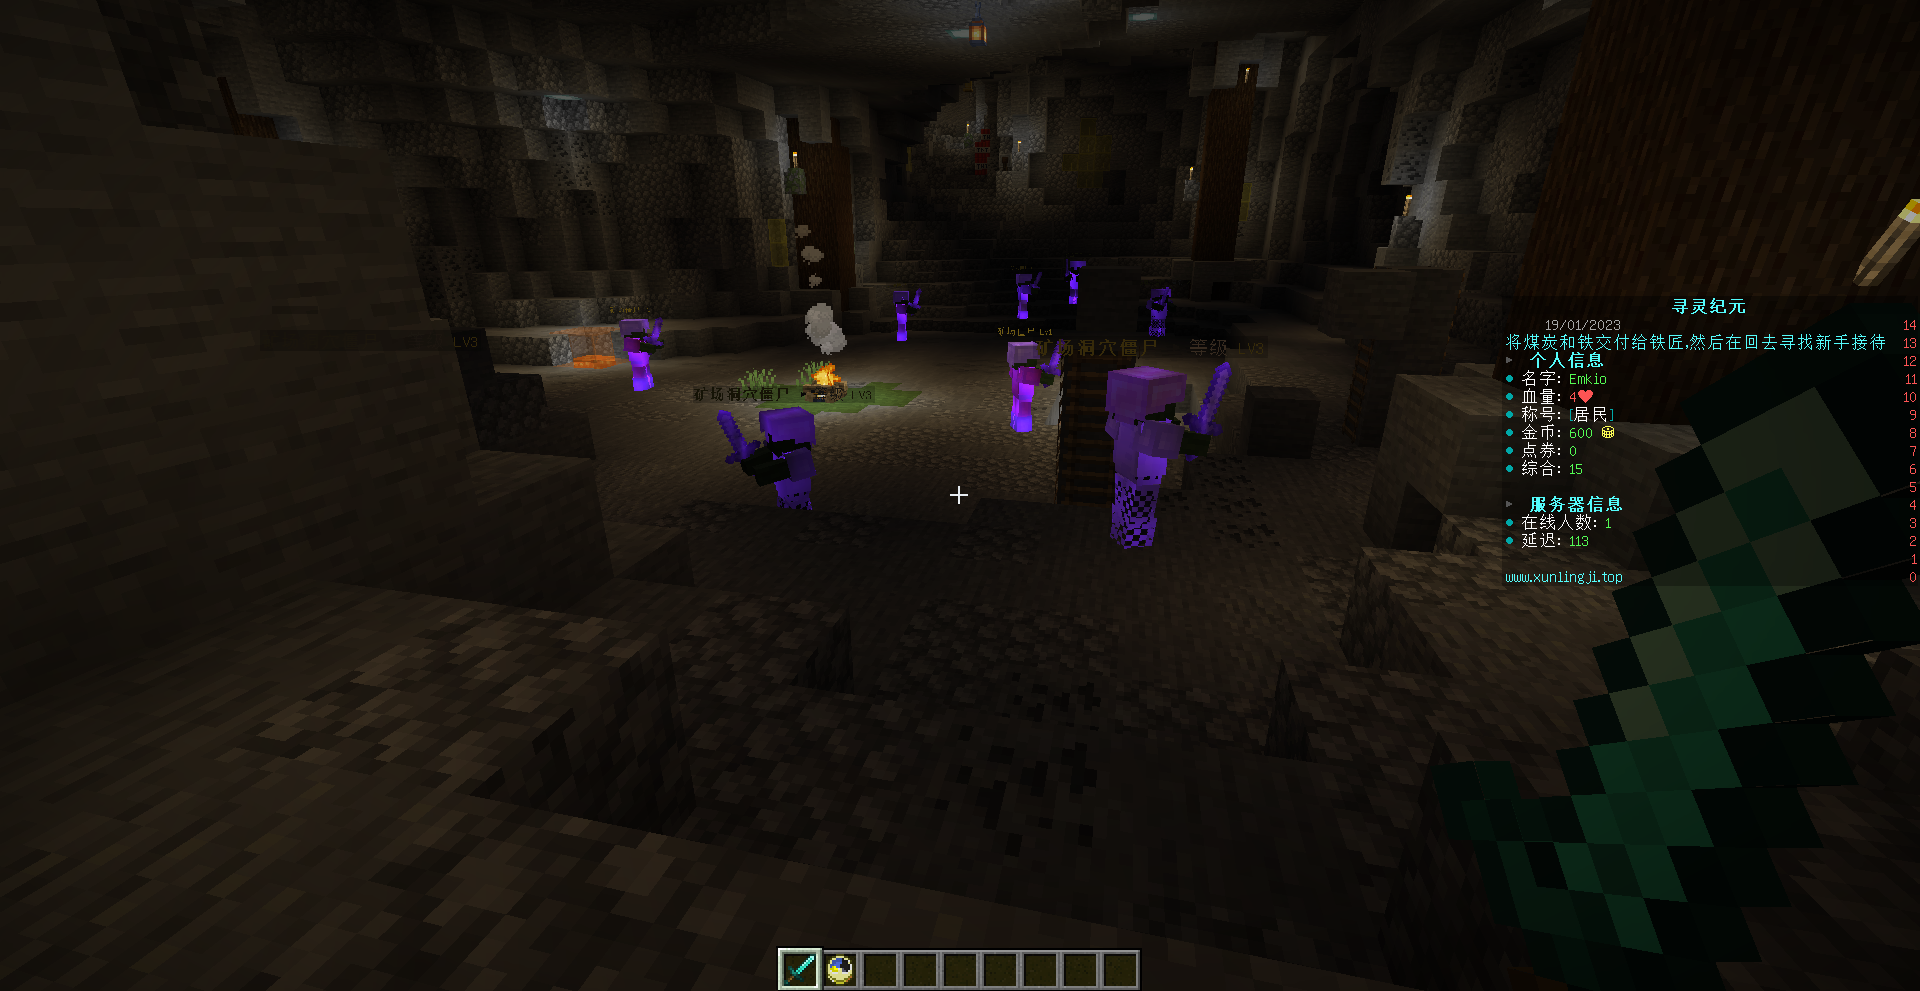 矿场洞穴僵尸 等级 LV3
LV3
矿场洞穴僵尸
LV3
寻灵纪元
19/01/2023
将煤炭和铁交付给铁匠,然后在回去寻找新手接待
个人信息
名字: Emkio
血量: 4
称号: [居民]
金币: 600
点券: 0
综合: 15
服务器信息
在线人数: 1
延迟: 113
www.xunlingji.top
14
13
12
11
10
9
8
7
6
5
4
3
2
1
0